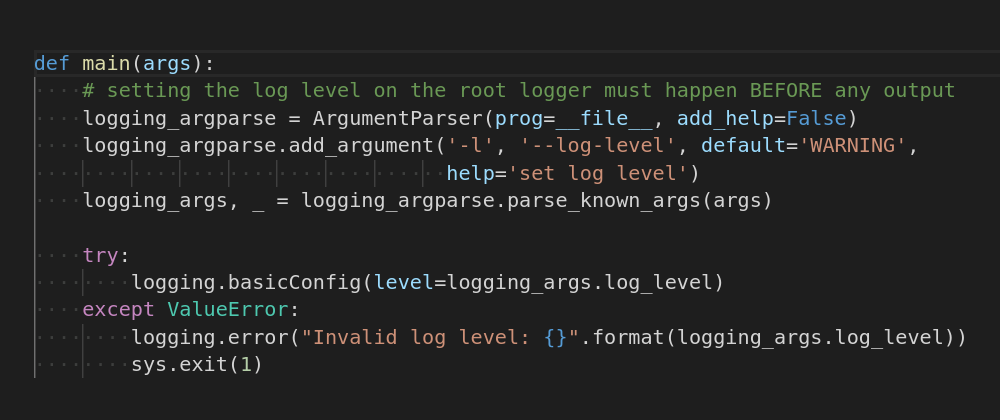 def main(args):
    # setting the log level on the root logger must happen BEFORE any output
    logging_argparse = ArgumentParser(prog=__file__, add_help=False)
    logging_argparse.add_argument('-l', '--log-level', default='WARNING',
                                  help='set log level')
    logging_args, _ = logging_argparse.parse_known_args(args)

    try:
        logging.basicConfig(level=logging_args.log_level)
    except ValueError:
        logging.error("Invalid log level: {}".format(logging_args.log_level))
        sys.exit(1)